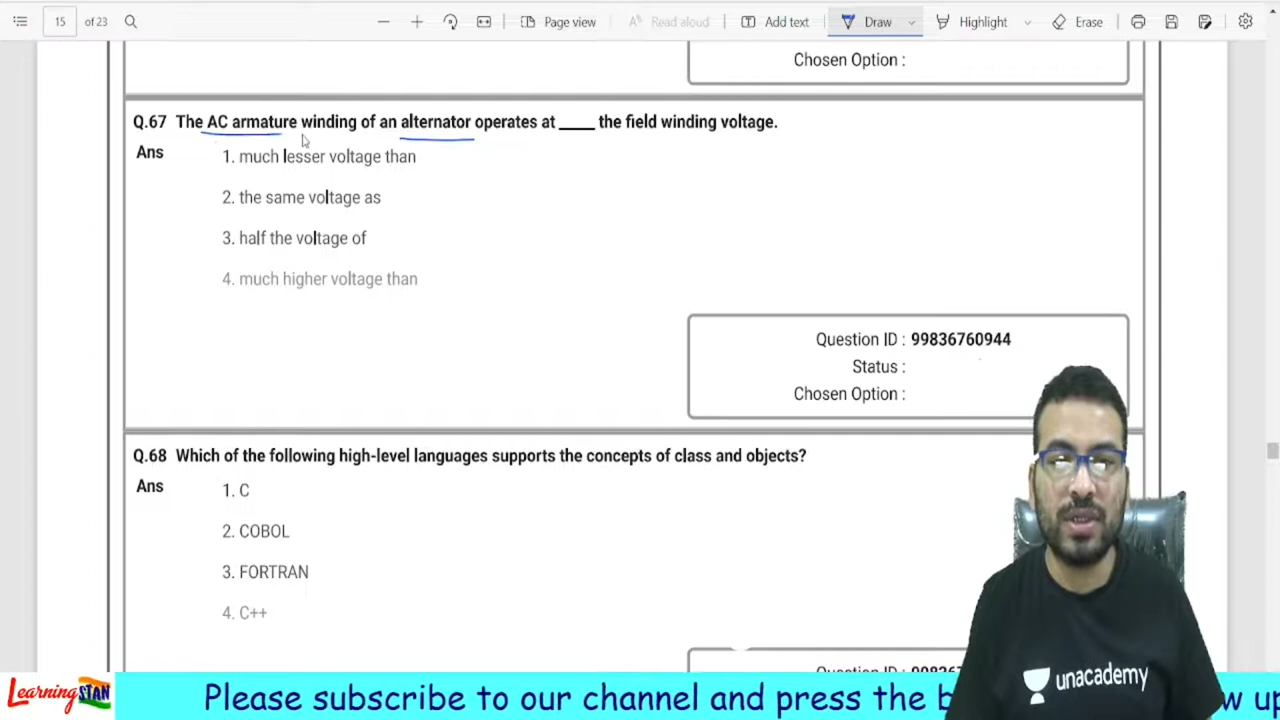 15 of 23
Page view
Read aloud
Add text
Draw
Highlight
Erase
Chosen Option :
Q.67 The AC armature winding of an alternator operates at ____ the field winding voltage.
Ans
1. much lesser voltage than
2. the same voltage as
3. half the voltage of
4. much higher voltage than
Question ID : 99836760944
Status :
Chosen Option :
Q.68 Which of the following high-level languages supports the concepts of class and objects?
Ans
1. C
2. COBOL
3. FORTRAN
4. C++
unacademy
Learning STAN
Please subscribe to our channel and press the